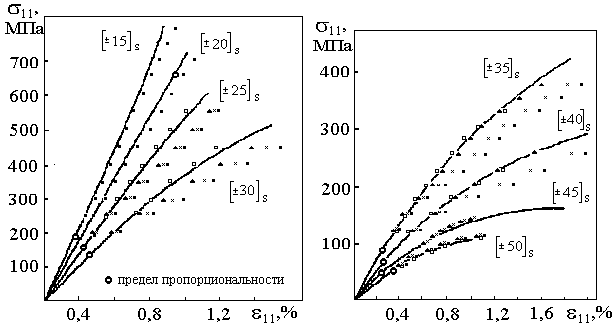 σ11,
МПа
[±15]s
[±20]s
[±25]s
[±30]s
700
600
500
400
300
200
100
предел пропорциональности
0,4
0,8
1,2
1,6
ε11,%
σ11,
МПа
[±35]s
[±40]s
[±45]s
[±50]s
400
300
200
100
0,4
0,8
1,2
1,6
ε11,%